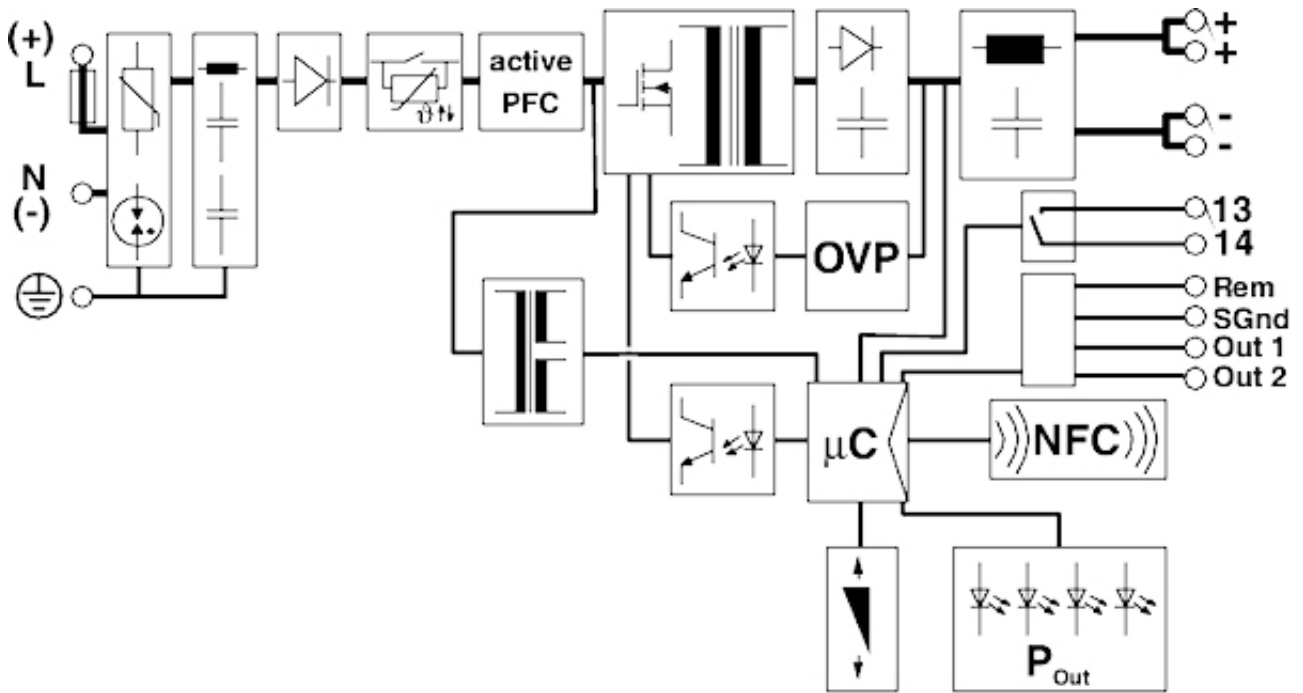 (+)
L
N
(-)
active
PFC
ϑ
+
+
-
-
13
14
OVP
Rem
SGnd
Out 1
Out 2
μC
NFC
P Out